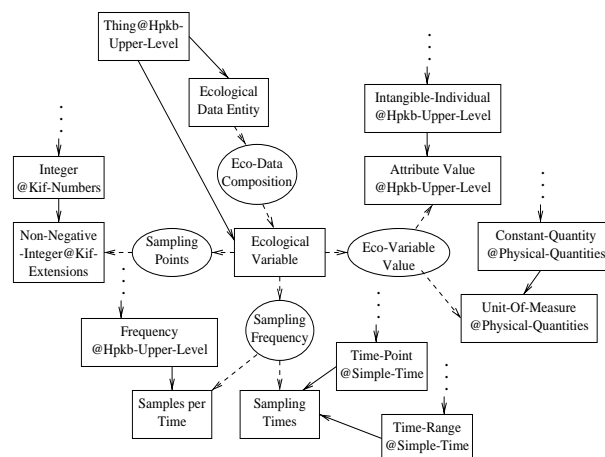 Thing@Hpkb-
Upper-Level
Ecological
Data Entity
Intangible-Individual
@Hpkb-Upper-Level
Eco-Data
Composition
Integer
@Kif-Numbers
Attribute Value
@Hpkb-Upper-Level
Non-Negative
-Integer@Kif-
Extensions
Sampling
Points
Ecological
Variable
Eco-Variable
Value
Constant-Quantity
@Physical-Quantities
Unit-Of-Measure
@Physical-Quantities
Frequency
@Hpkb-Upper-Level
Sampling
Frequency
Time-Point
@Simple-Time
Samples per
Time
Sampling
Times
Time-Range
@Simple-Time